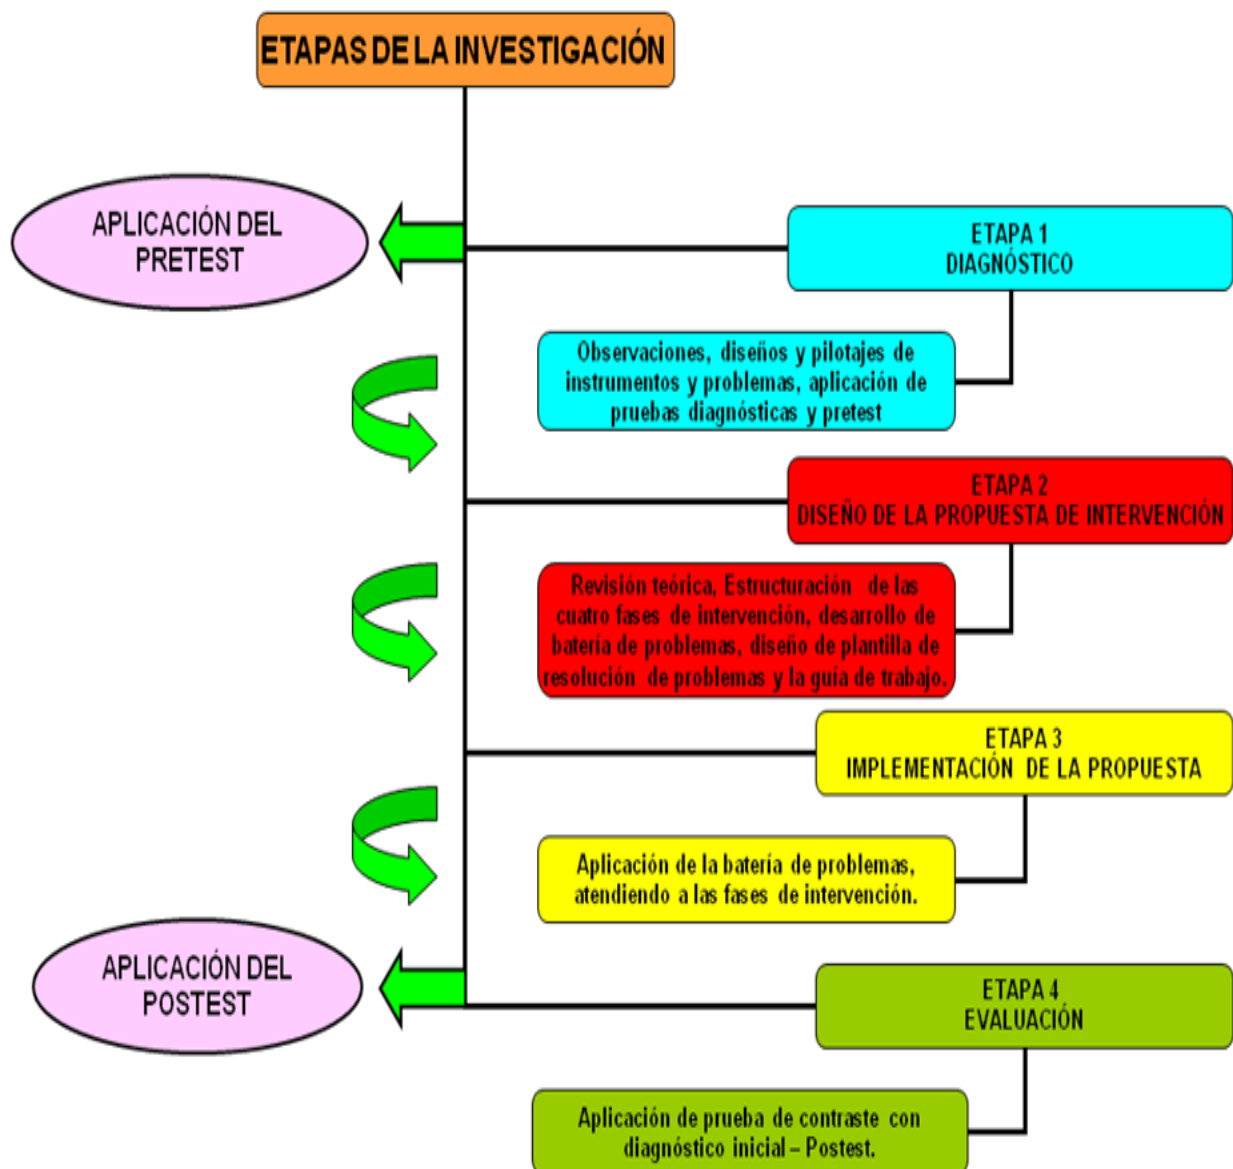 ETAPAS DE LA INVESTIGACIÓN
APLICACIÓN DEL
PRETEST
ETAPA 1
DIAGNÓSTICO
Observaciones, diseños y pilotajes de
instrumentos y problemas, aplicación de
pruebas diagnósticas y pretest
ETAPA 2
DISEÑO DE LA PROPUESTA DE INTERVENCIÓN
Revisión teórica, Estructuración de las
cuatro fases de intervención, desarrollo de
batería de problemas, diseño de plantilla de
resolución de problemas y la guía de trabajo.
ETAPA 3
IMPLEMENTACIÓN DE LA PROPUESTA
Aplicación de la batería de problemas,
atendiendo a las fases de intervención.
APLICACIÓN DEL
POSTEST
ETAPA 4
EVALUACIÓN
Aplicación de prueba de contraste con
diagnóstico inicial – Postest.